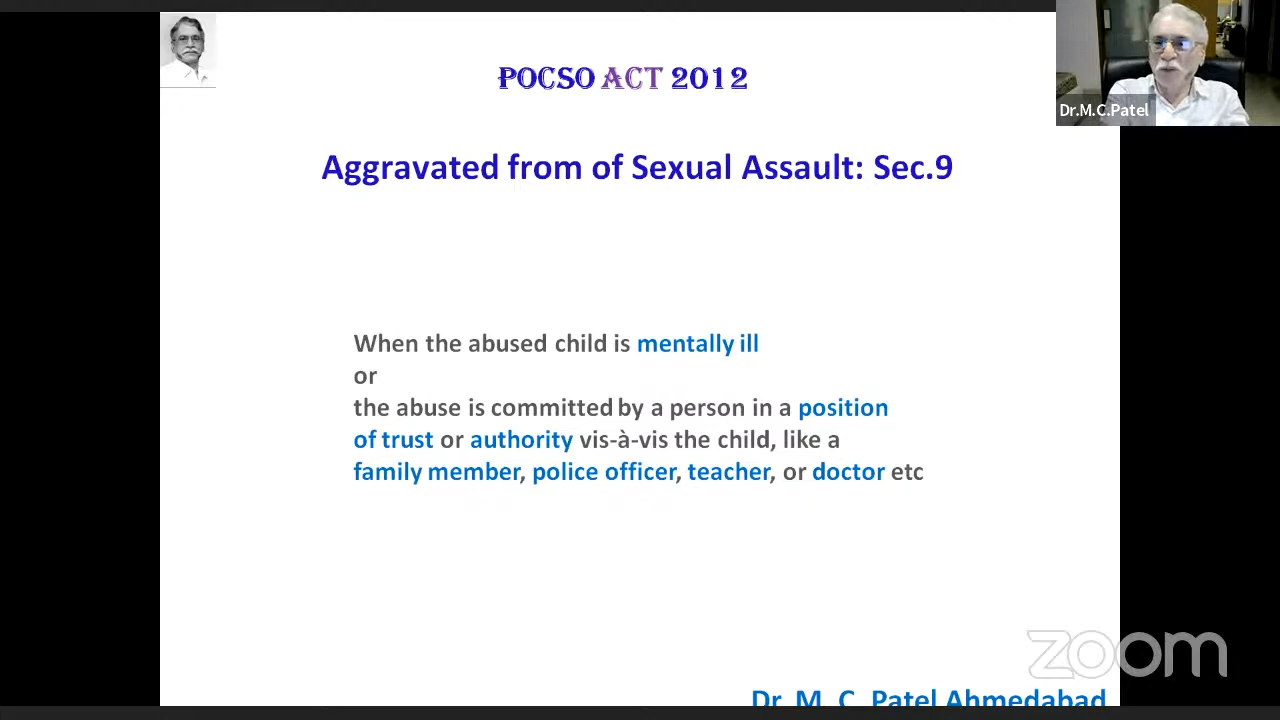 POCSO ACT 2012
Dr.M.C.Patel
Aggravated from of Sexual Assault: Sec.9
When the abused child is mentally ill
or
the abuse is committed by a person in a position
of trust or authority vis-à-vis the child, like a
family member, police officer, teacher, or doctor etc
zoom
Dr. M. C. Patel Ahmedabad